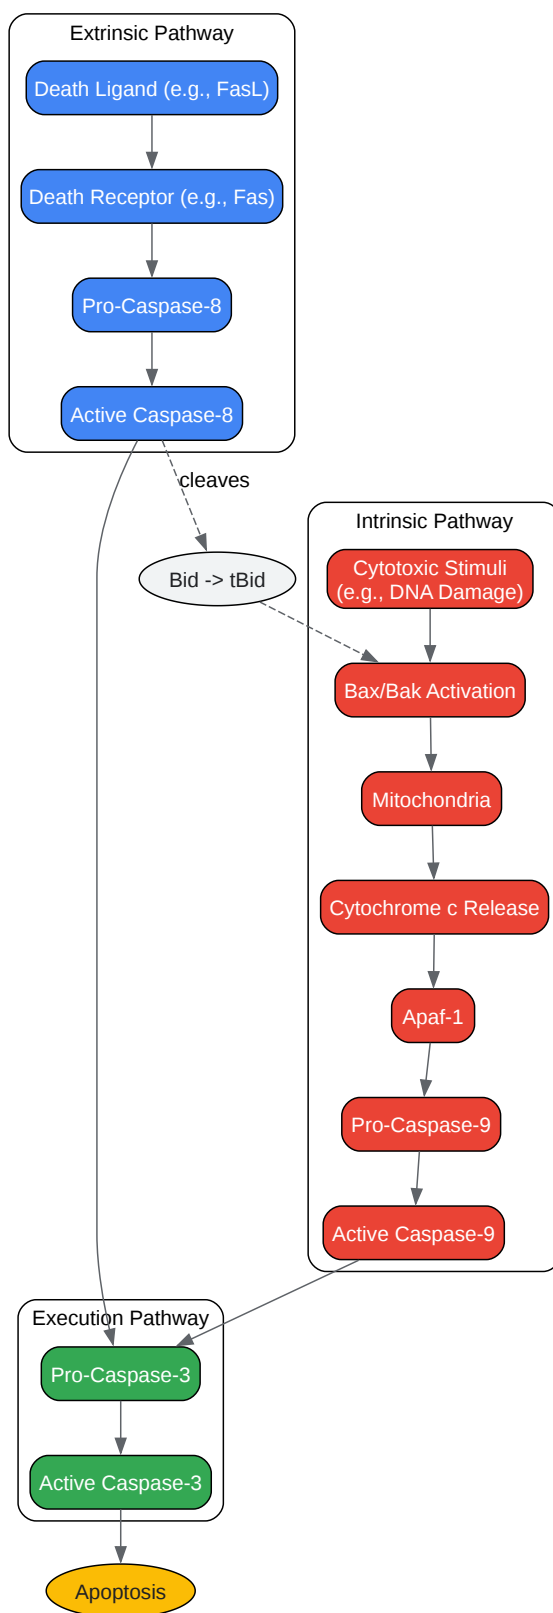 Extrinsic Pathway
Death Ligand (e.g., FasL)
Death Receptor (e.g., Fas)
Pro-Caspase-8
Active Caspase-8
cleaves
Bid -> tBid
Intrinsic Pathway
Cytotoxic Stimuli
(e.g., DNA Damage)
Bax/Bak Activation
Mitochondria
Cytochrome c Release
Apaf-1
Pro-Caspase-9
Active Caspase-9
Execution Pathway
Pro-Caspase-3
Active Caspase-3
Apoptosis